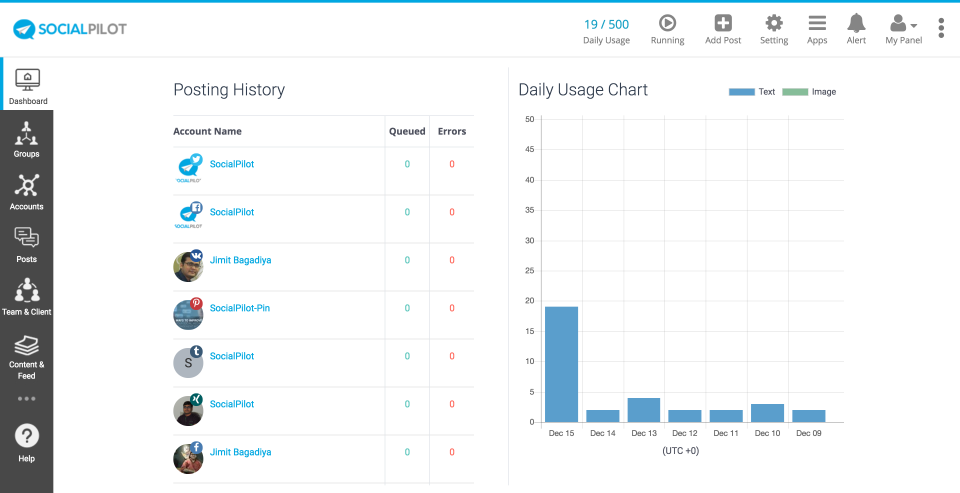 SOCIALPILOT
19 / 500
Daily Usage
Running
Add Post
Setting
Apps
Alert
My Panel
Dashboard
Groups
Accounts
Posts
Team & Client
Content &
Feed
Help
Posting History
Account Name Queued Errors
SOCIALPILOT
SocialPilot 0 0
f
SOCIALPILOT
SocialPilot 0 0
Jimit Bagadiya 0 0
SocialPilot-Pin 0 0
S
t
SocialPilot 0 0
SocialPilot 0 0
f
Jimit Bagadiya 0 0
Daily Usage Chart
Text Image
50
45
40
35
30
25
20
15
10
5
0
Dec 15 Dec 14 Dec 13 Dec 12 Dec 11 Dec 10 Dec 09
(UTC +0)